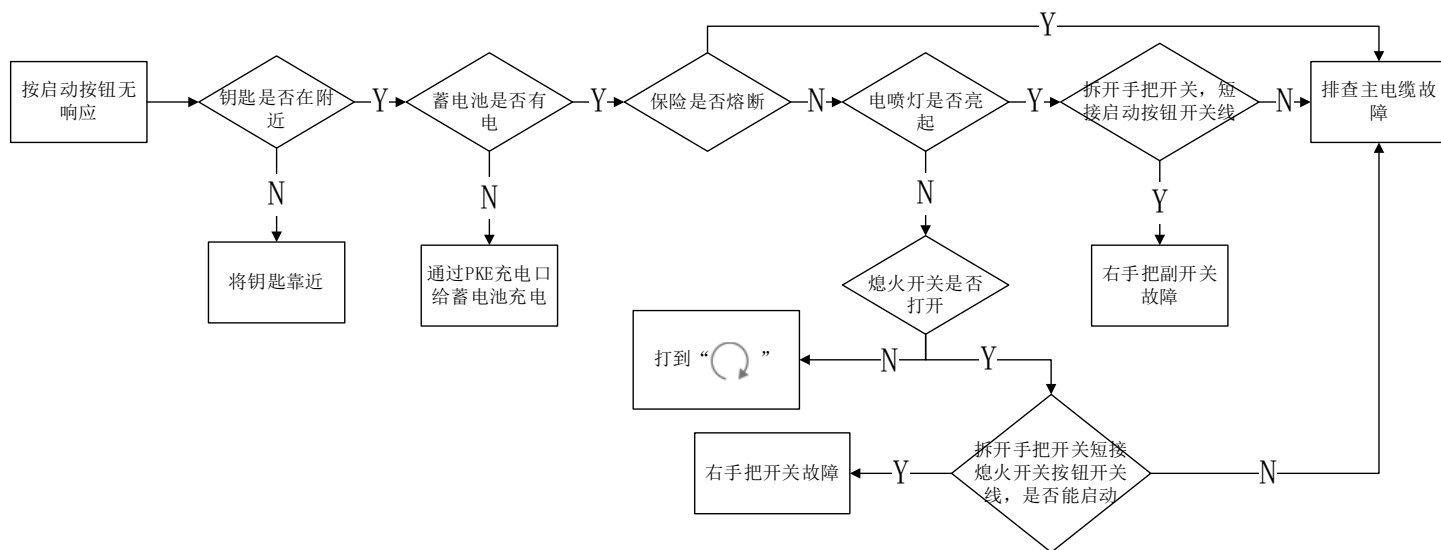 Y
按启动按钮无
响应
钥匙是否在附
近
Y
蓄电池是否有
电
Y
保险是否熔断
N
电喷灯是否亮
起
Y
拆开手把开关，短
接启动按钮开关线
N
排查主电缆故
障
N
N
N
Y
将钥匙靠近
通过PKE充电口
给蓄电池充电
熄火开关是否
打开
右手把副开关
故障
打到“ ”
N
Y
右手把开关故障
Y
拆开手把开关短接
熄火开关按钮开关
线，是否能启动
N